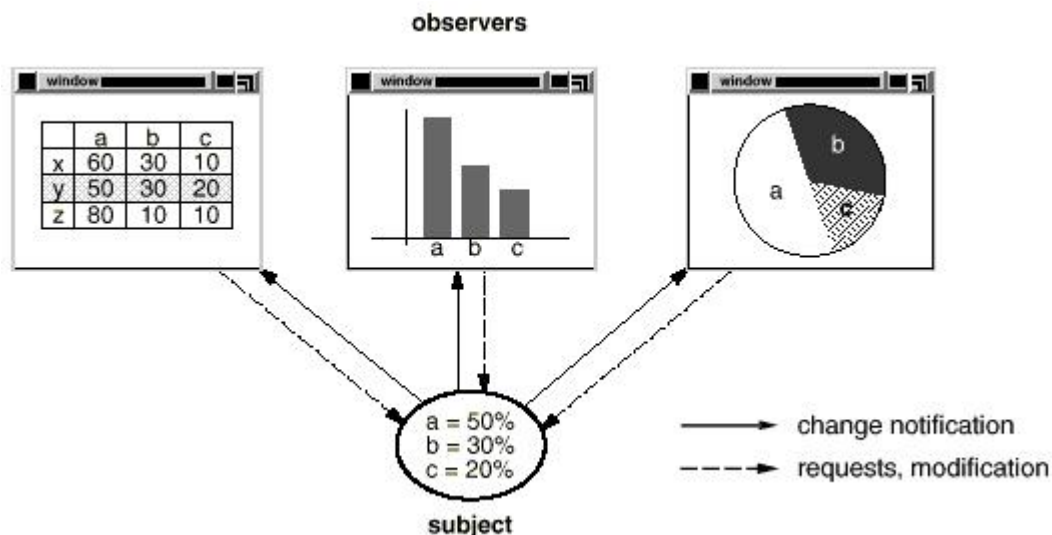 observers
window
a b c
x 60 30 10
y 50 30 20
z 80 10 10
window
a b c
window
a
b
c
a = 50%
b = 30%
c = 20%
subject
change notification
requests, modification